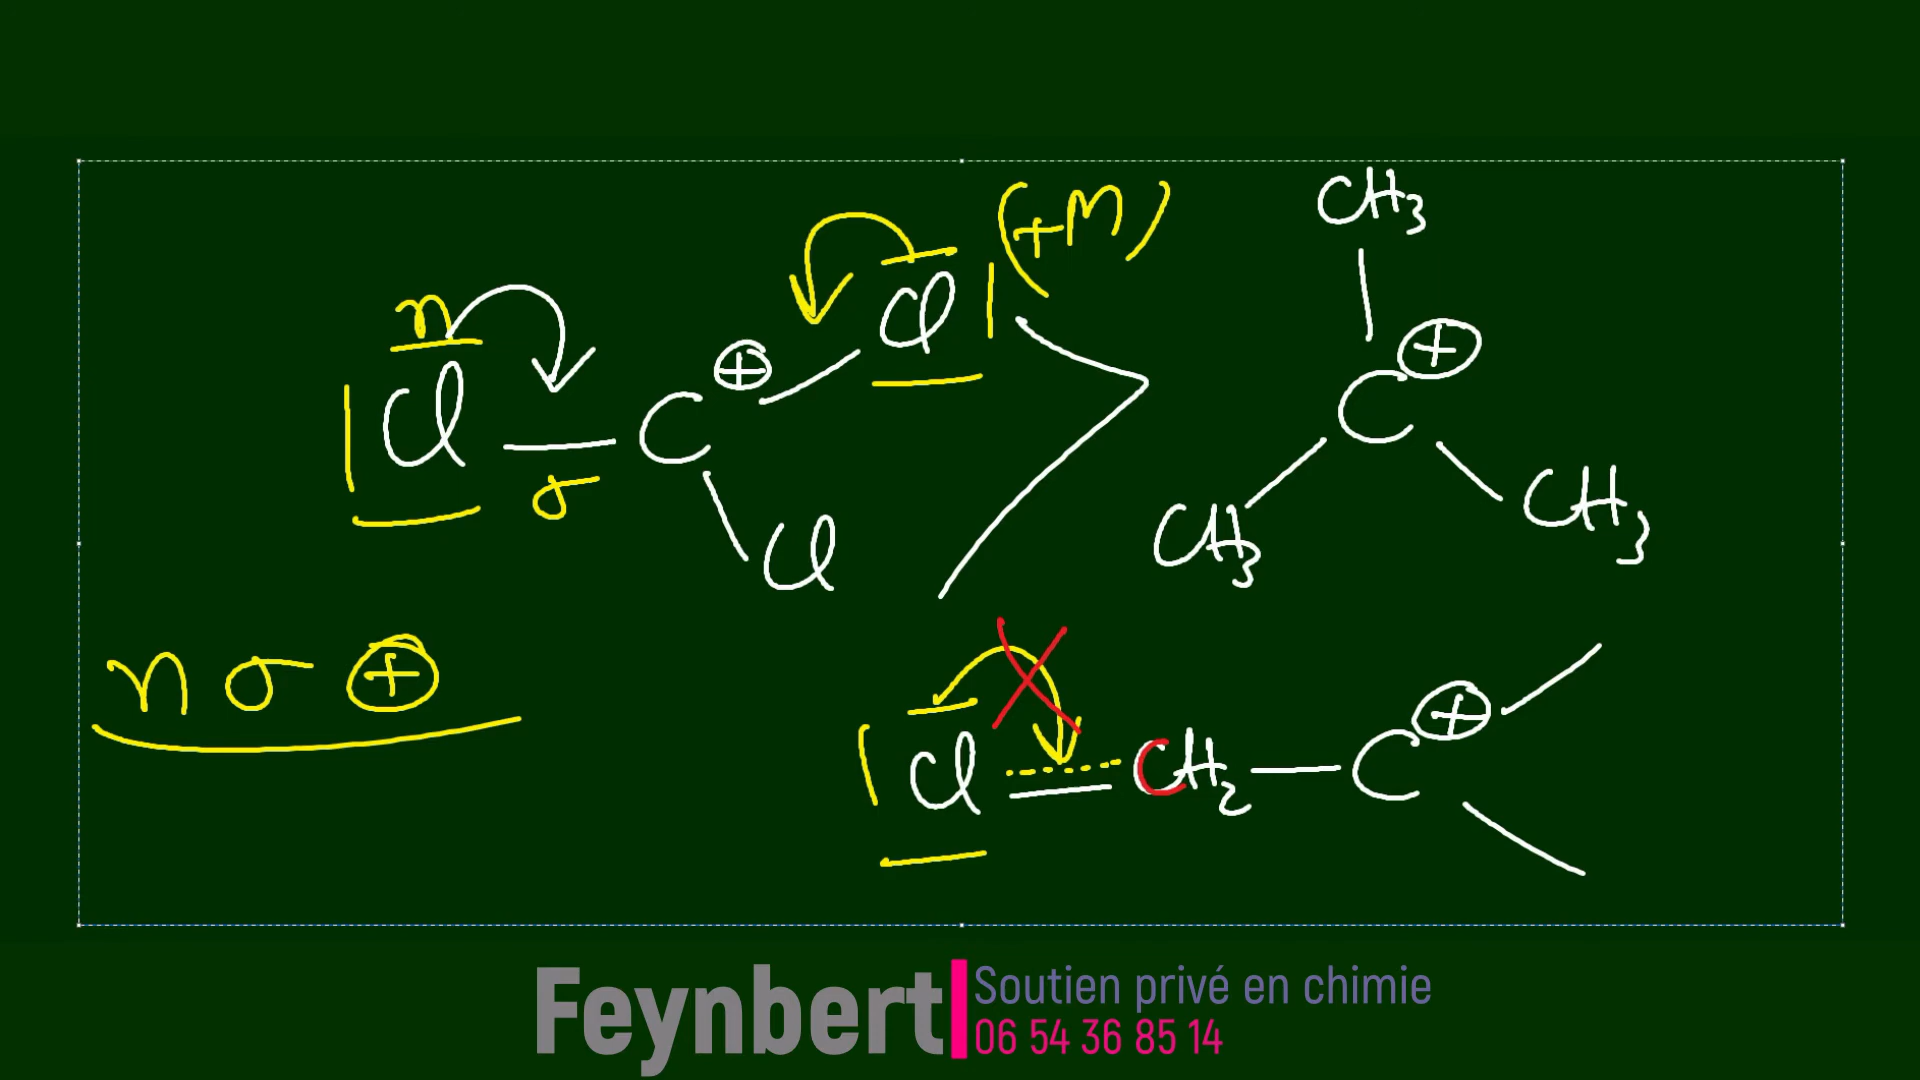 (+M)
CH3
n
Cl
⊕
Cl
C
⊕
C
σ
Cl
CH3
CH3
n σ ⊕
Cl
CH2
C
⊕
Feynbert
Soutien privé en chimie
06 54 36 85 14